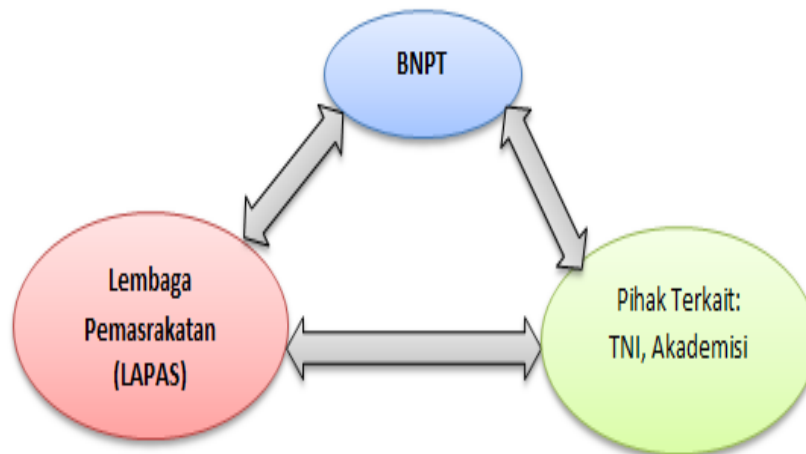 BNPT
Lembaga
Pemasrakatan
(LAPAS)
Pihak Terkait:
TNI, Akademisi